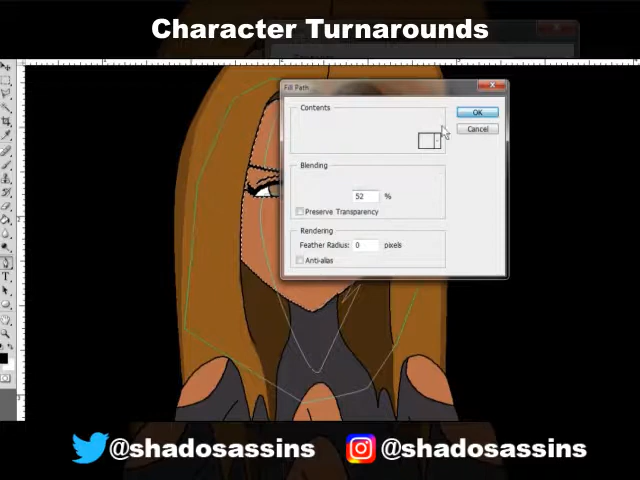 Character Turnarounds
Fill Path
Contents
OK
Cancel
Blending
52 %
Preserve Transparency
Rendering
Feather Radius: 0 pixels
Anti-alias
@shadosassins @shadosassins